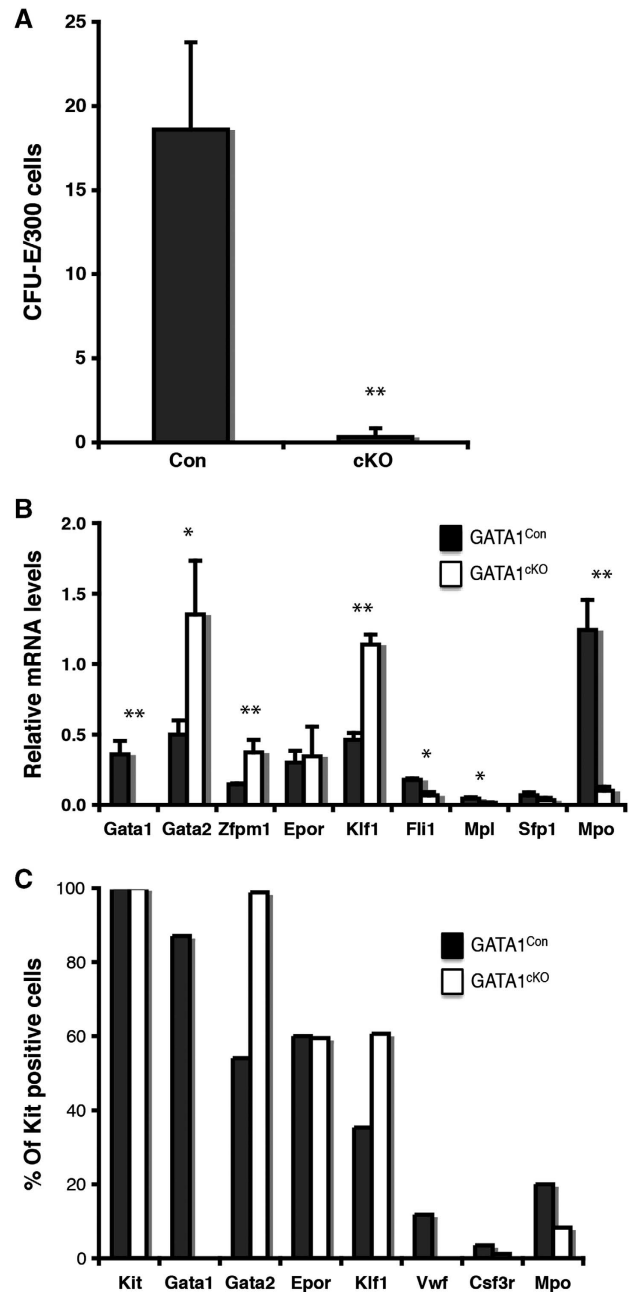 A
CFU-E/300 cells
25
20
15
10
5
0
**
Con cKO
B
Relative mRNA levels
2.0
1.5
1.0
0.5
0.0
GATA1Con
GATA1cKO
** * ** ** * * **
Gata1 Gata2 Zfpm1 Epor Klf1 Fli1 Mpl Sfp1 Mpo
C
% Of Kit positive cells
100
80
60
40
20
0
GATA1Con
GATA1cKO
Kit Gata1 Gata2 Epor Klf1 Vwf Csf3r Mpo